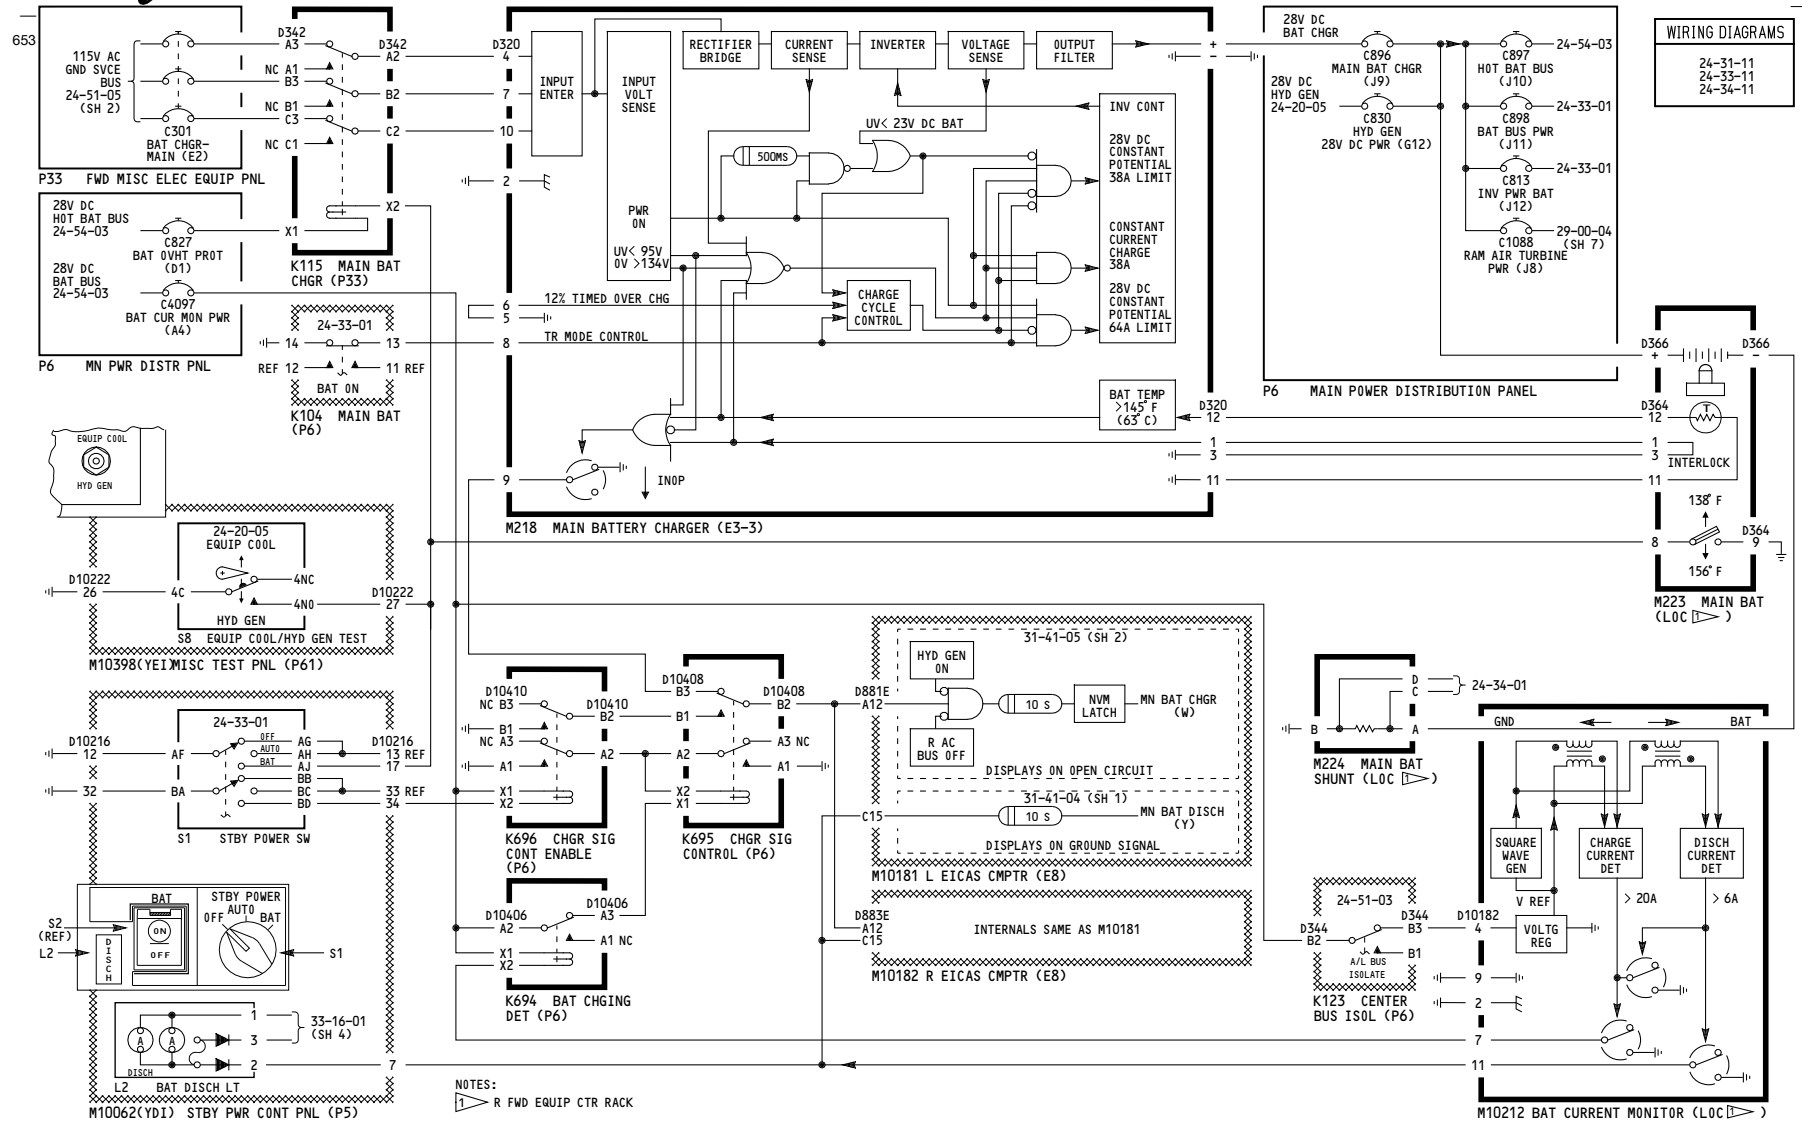 653
115V AC
GND SVCE
BUS
24-51-05
(SH 2)
C301
BAT CHGR-
MAIN (E2)
P33 FWD MISC ELEC EQUIP PNL
28V DC
HOT BAT BUS
24-54-03
C827
BAT OVHT PROT
(D1)
28V DC
BAT BUS
24-54-03
C4097
BAT CUR MON PWR
(A4)
P6 MN PWR DISTR PNL
D342
A3
NC A1
B3
NC B1
C3
NC C1
D342
A2
B2
C2
X2
X1
K115 MAIN BAT
CHGR (P33)
24-33-01
14
13
REF 12
11 REF
BAT ON
K104 MAIN BAT
(P6)
D320
4
7
10
2
6
5
8
9
INPUT
ENTER
INPUT
VOLT
SENSE
PWR
ON
UV< 95V
OV >134V
RECTIFIER
BRIDGE
CURRENT
SENSE
INVERTER
VOLTAGE
SENSE
OUTPUT
FILTER
+
-
UV< 23V DC BAT
500MS
INV CONT
28V DC
CONSTANT
POTENTIAL
38A LIMIT
CONSTANT
CURRENT
CHARGE
38A
28V DC
CONSTANT
POTENTIAL
64A LIMIT
CHARGE
CYCLE
CONTROL
12% TIMED OVER CHG
TR MODE CONTROL
BAT TEMP
>145°F
(63°C)
D320
12
1
3
11
INOP
M218 MAIN BATTERY CHARGER (E3-3)
28V DC
BAT CHGR
C896
MAIN BAT CHGR
(J9)
28V DC
HYD GEN
24-20-05
C830
HYD GEN
28V DC PWR (G12)
C897
HOT BAT BUS
(J10)
24-54-03
C898
BAT BUS PWR
(J11)
24-33-01
C813
INV PWR BAT
(J12)
24-33-01
C1088
RAM AIR TURBINE
PWR (J8)
29-00-04
(SH 7)
P6 MAIN POWER DISTRIBUTION PANEL
WIRING DIAGRAMS
24-31-11
24-33-11
24-34-11
D366
+
D366
-
D364
12
T
1
3
INTERLOCK
11
138°F
8
D364
9
156°F
M223 MAIN BAT
(LOC 1 )
EQUIP COOL
HYD GEN
24-20-05
EQUIP COOL
+
D10222
26
4C
4NC
4NO
D10222
27
HYD GEN
S8 EQUIP COOL/HYD GEN TEST
M10398(YEI)MISC TEST PNL (P61)
24-33-01
D10216
12
AF
OFF
AUTO
BAT
AG
AH
AJ
D10216
13 REF
17
32
BA
BB
BC
BD
33 REF
34
S1 STBY POWER SW
BAT
ON
OFF
STBY POWER
OFF
AUTO
BAT
S2
(REF)
L2
DISCH
S1
A
A
DISCH
1
3
2
33-16-01
(SH 4)
7
L2 BAT DISCH LT
M10062(YDI) STBY PWR CONT PNL (P5)
D10410
NC B3
B1
NC A3
A1
X1
X2
D10410
B2
A2
K696 CHGR SIG
CONT ENABLE
(P6)
D10408
B3
B1
A2
X2
X1
D10408
B2
A3 NC
A1
K695 CHGR SIG
CONTROL (P6)
D10406
A2
X1
X2
D10406
A3
A1 NC
K694 BAT CHGING
DET (P6)
31-41-05 (SH 2)
HYD GEN
ON
R AC
BUS OFF
D881E
A12
10 S
NVM
LATCH
MN BAT CHGR
(W)
DISPLAYS ON OPEN CIRCUIT
31-41-04 (SH 1)
C15
10 S
MN BAT DISCH
(Y)
DISPLAYS ON GROUND SIGNAL
M10181 L EICAS CMPTR (E8)
D883E
A12
C15
INTERNALS SAME AS M10181
M10182 R EICAS CMPTR (E8)
D
C
24-34-01
B
A
M224 MAIN BAT
SHUNT (LOC 1 )
24-51-03
D344
B2
D344
B3
B1
A/L BUS
ISOLATE
K123 CENTER
BUS ISOL (P6)
GND
BAT
SQUARE
WAVE
GEN
CHARGE
CURRENT
DET
DISCH
CURRENT
DET
V REF
> 20A
> 6A
D10182
4
VOLTG
REG
9
2
7
11
M10212 BAT CURRENT MONITOR (LOC 1 )
NOTES:
1 R FWD EQUIP CTR RACK